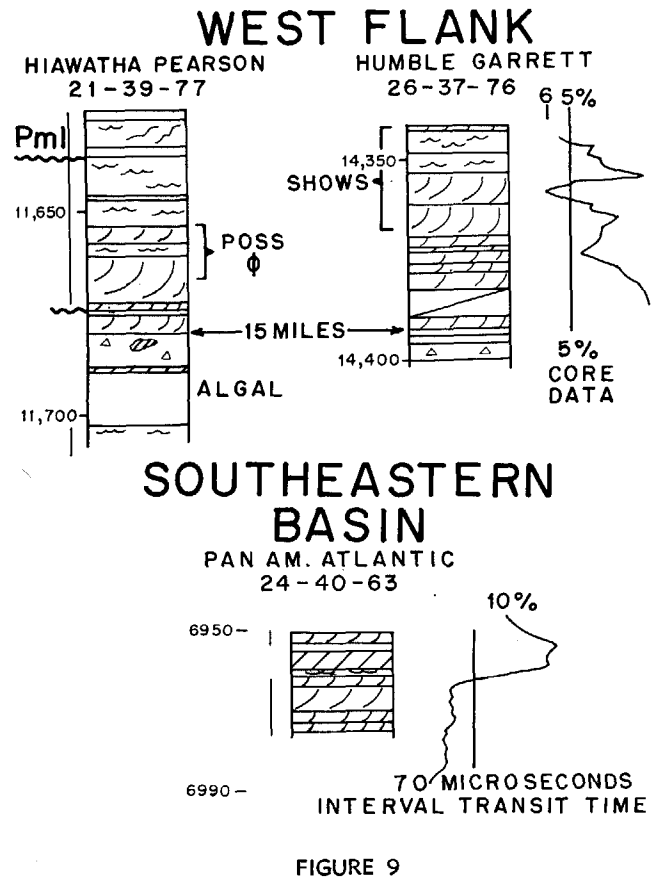 WEST FLANK
HIAWATHA PEARSON
21-39-77
Pml
11,650
POSS
ϕ
ALGAL
11,700
15 MILES
HUMBLE GARRETT
26-37-76
6 5%
14,350
SHOWS
14,400
5%
CORE
DATA
SOUTHEASTERN
BASIN
PAN AM. ATLANTIC
24-40-63
6950
10%
6990
70 MICROSECONDS
INTERVAL TRANSIT TIME
FIGURE 9